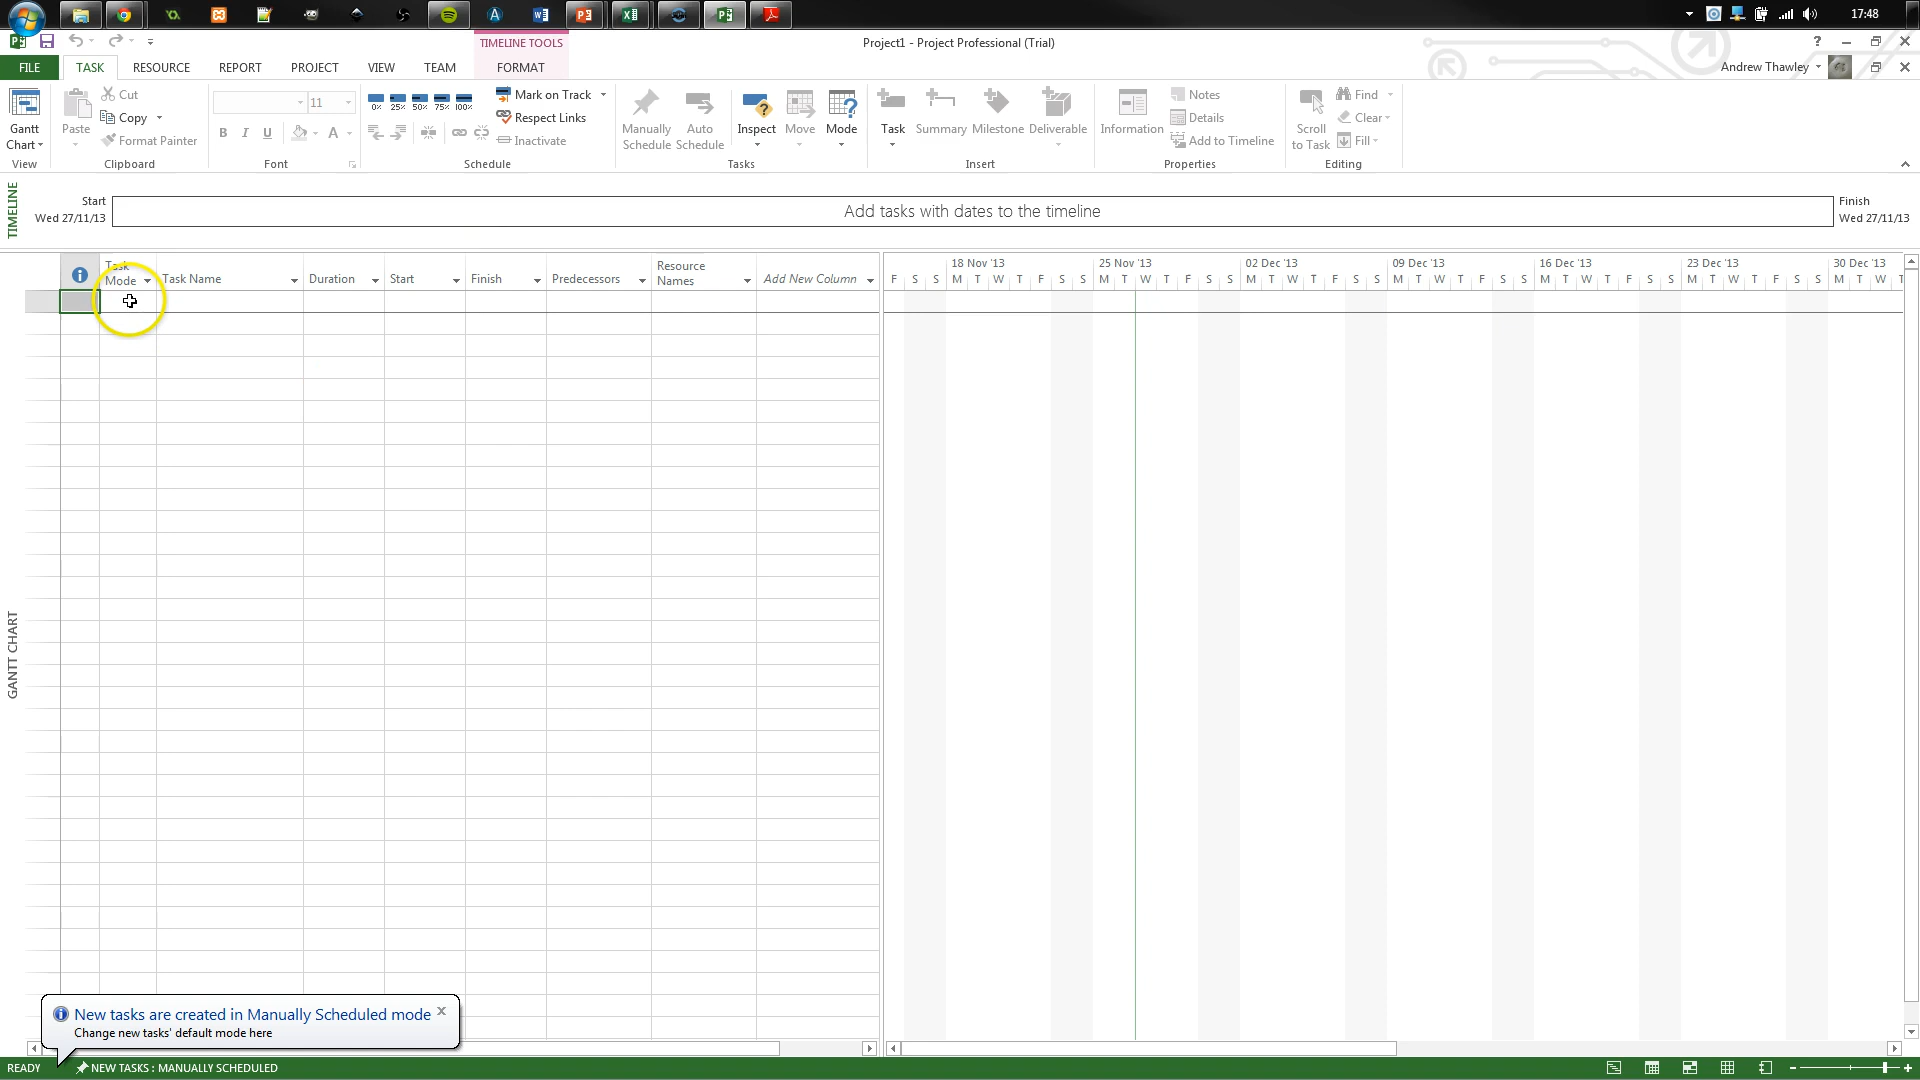 17:48
TIMELINE TOOLS
Project1 - Project Professional (Trial)
?
FILE TASK RESOURCE REPORT PROJECT VIEW TEAM FORMAT
Andrew Thawley
Gantt
Chart
View
Paste
Cut
Copy
Format Painter
Clipboard
11
B I U A
Font
0% 25% 50% 75% 100%
Mark on Track
Respect Links
Inactivate
Schedule
Manually
Schedule
Auto
Schedule
Inspect
Move
Mode
Tasks
Task
Summary
Milestone
Deliverable
Insert
Information
Notes
Details
Add to Timeline
Properties
Scroll
to Task
Find
Clear
Fill
Editing
TIMELINE
Start
Wed 27/11/13
Add tasks with dates to the timeline
Finish
Wed 27/11/13
Task
Mode
Task Name
Duration
Start
Finish
Predecessors
Resource
Names
Add New Column
18 Nov '13 25 Nov '13 02 Dec '13 09 Dec '13 16 Dec '13 23 Dec '13 30 Dec '13
F S S M T W T F S S M T W T F S S M T W T F S S M T W T F S S M T W T F S S M T W T F S S M T W T
GANTT CHART
New tasks are created in Manually Scheduled mode
Change new tasks' default mode here
READY
NEW TASKS : MANUALLY SCHEDULED